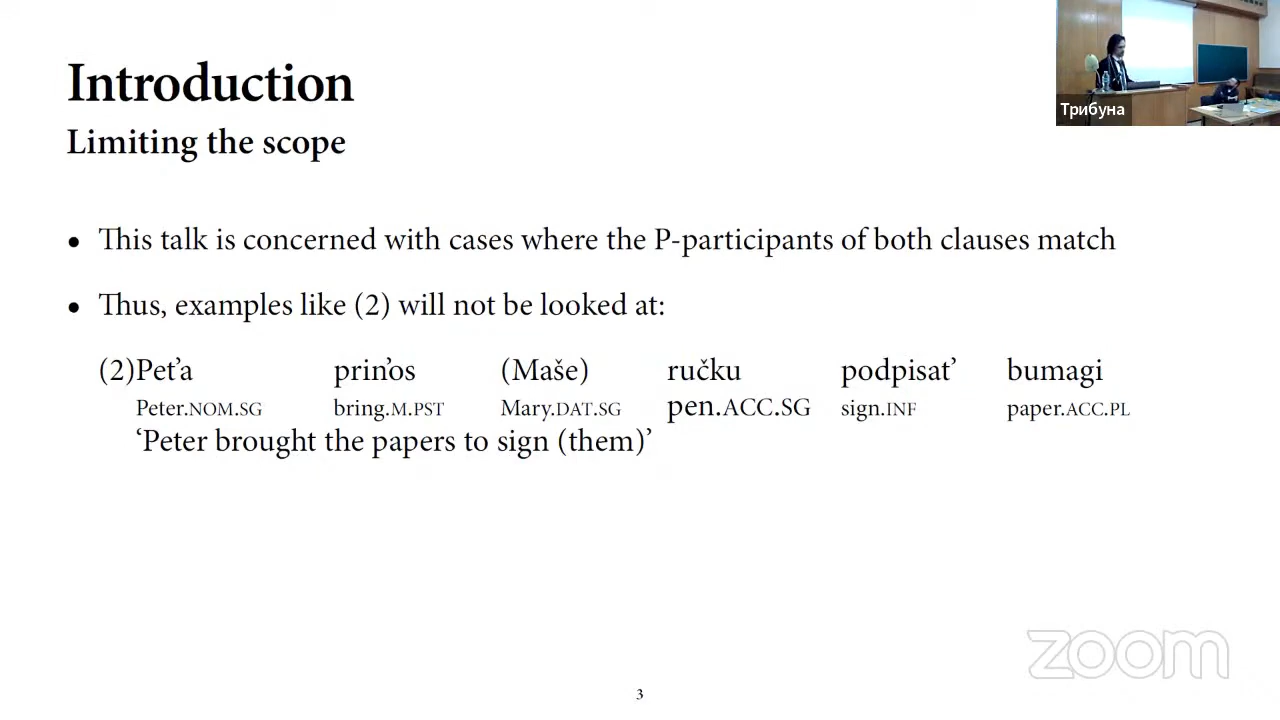 Introduction
Limiting the scope
Трибуна
• This talk is concerned with cases where the P-participants of both clauses match
• Thus, examples like (2) will not be looked at:
(2)Pet’a prin’os (Maše) ručku podpisat’ bumagi
Peter.NOM.SG bring.M.PST Mary.DAT.SG pen.ACC.SG sign.INF paper.ACC.PL
‘Peter brought the papers to sign (them)’
zoom
3